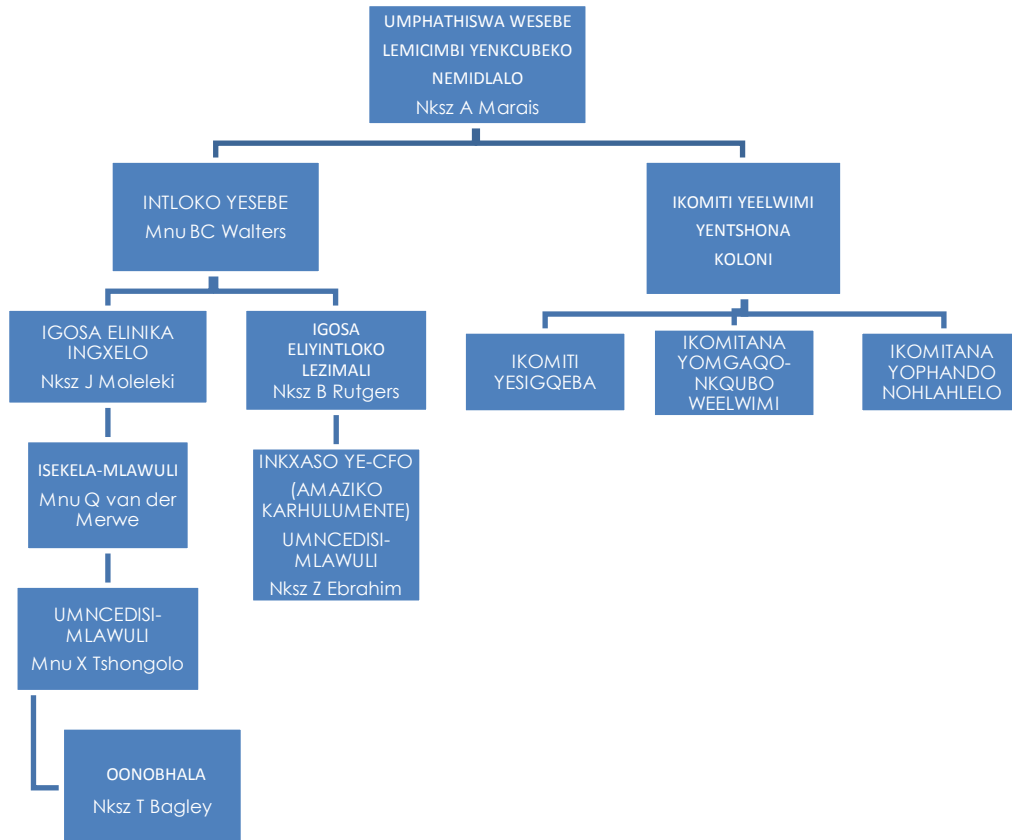 UMPHATHISWA WESEBE
LEMICIMBI YENKCUBEKO
NEMIDLALO
Nksz A Marais
INTLOKO YESEBE
Mnu BC Walters
IKOMITI YEELWIMI
YENTSHONA
KOLONI
IGOSA ELINIKA
INGXELO
Nksz J Moleleki
IGOSA
ELIYINTLOKO
LEZIMALI
Nksz B Rutgers
IKOMITI
YESIGQEBA
IKOMITANA
YOMGAQO-
NKQUBO
WEELWIMI
IKOMITANA
YOPHANDO
NOHLAHLELO
ISEKELA-MLAWULI
Mnu Q van der
Merwe
INKXASO YE-CFO
(AMAZIKO
KARHULUMENTE)
UMNCEDISI-
MLAWULI
Nksz Z Ebrahim
UMNCEDISI-
MLAWULI
Mnu X Tshongolo
OONOBHALA
Nksz T Bagley